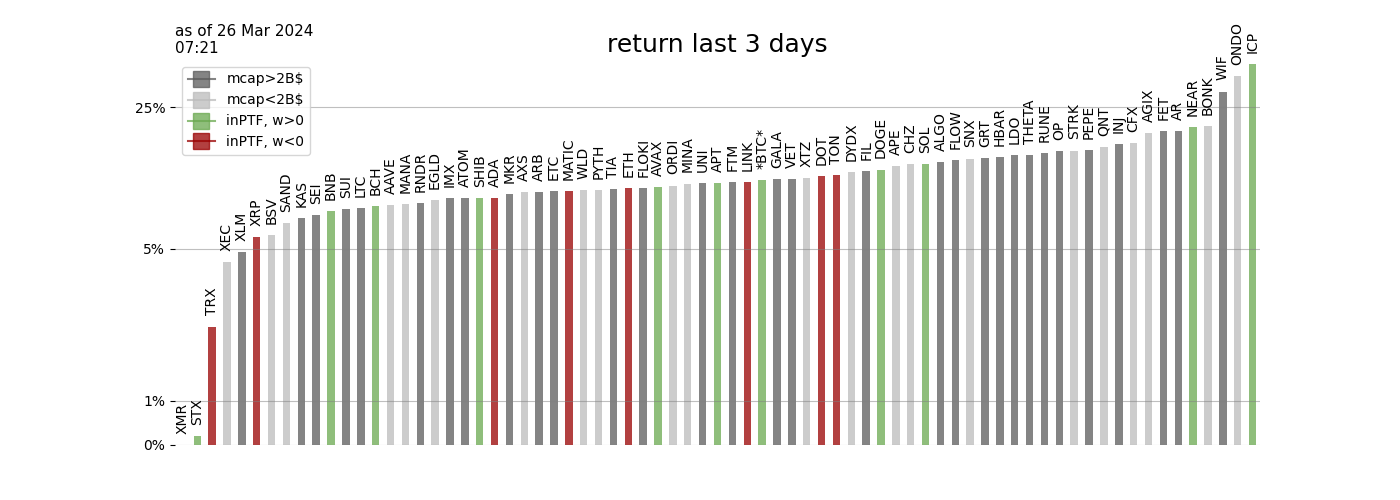 as of 26 Mar 2024
07:21
return last 3 days
mcap>2B$
mcap<2B$
inPTF, w>0
inPTF, w<0
25%
5%
1%
0%
XMR
STX
TRX
XEC
XLM
XRP
BSV
SAND
KAS
SEI
BNB
SUI
LTC
BCH
AAVE
MANA
RNDR
EGLD
IMX
ATOM
SHIB
ADA
MKR
AXS
ARB
ETC
MATIC
WLD
PYTH
TIA
ETH
FLOKI
AVAX
ORDI
MINA
UNI
APT
FTM
LINK
*BTC*
GALA
VET
XTZ
DOT
TON
DYDX
FIL
DOGE
APE
CHZ
SOL
ALGO
FLOW
SNX
GRT
HBAR
LDO
THETA
RUNE
OP
STRK
PEPE
QNT
INJ
CFX
AGIX
FET
AR
NEAR
BONK
WIF
ONDO
ICP